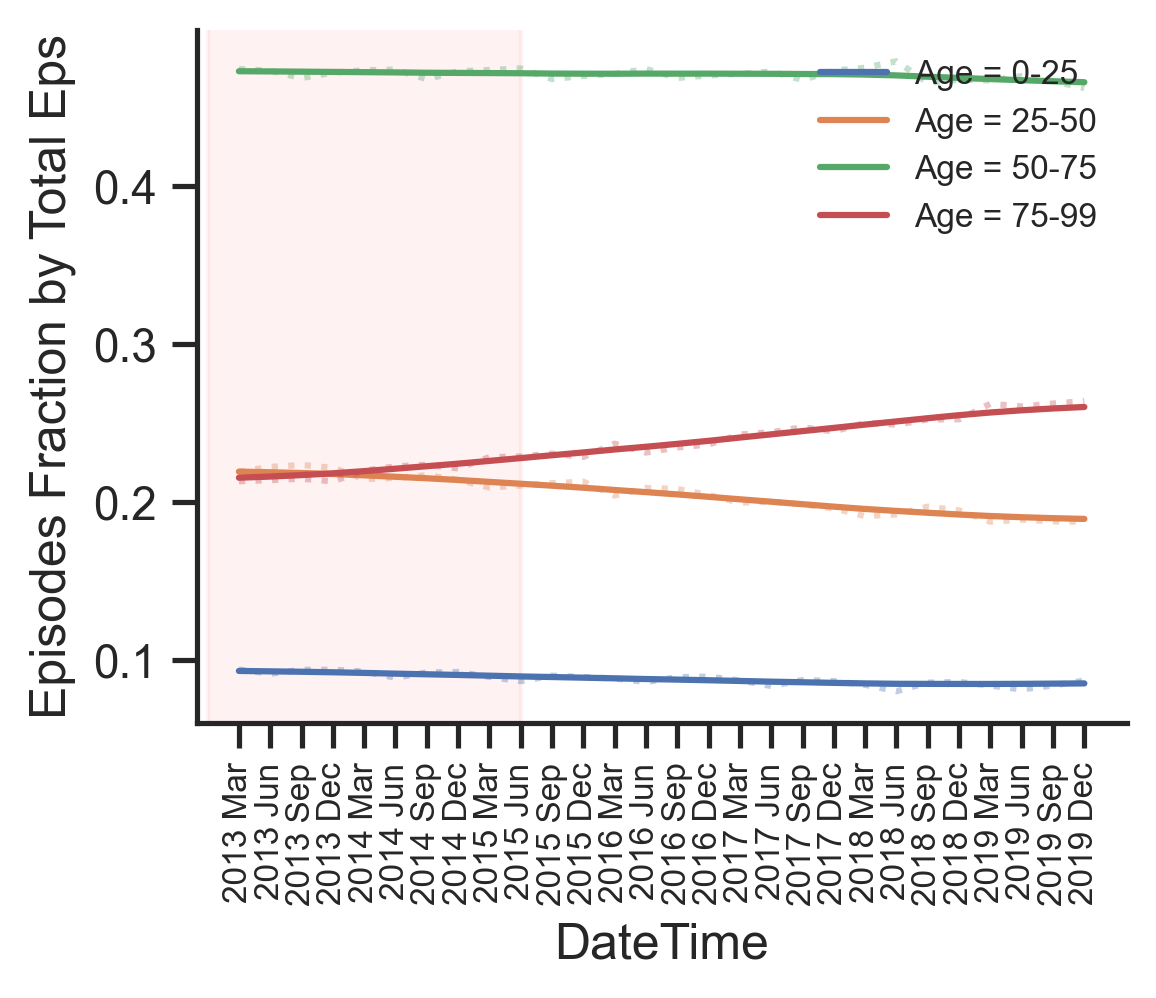 Episodes Fraction by Total Eps
0.4
0.3
0.2
0.1
Age = 0-25
Age = 25-50
Age = 50-75
Age = 75-99
2013 Mar
2013 Jun
2013 Sep
2013 Dec
2014 Mar
2014 Jun
2014 Sep
2014 Dec
2015 Mar
2015 Jun
2015 Sep
2015 Dec
2016 Mar
2016 Jun
2016 Sep
2016 Dec
2017 Mar
2017 Jun
2017 Sep
2017 Dec
2018 Mar
2018 Jun
2018 Sep
2018 Dec
2019 Mar
2019 Jun
2019 Sep
2019 Dec
DateTime